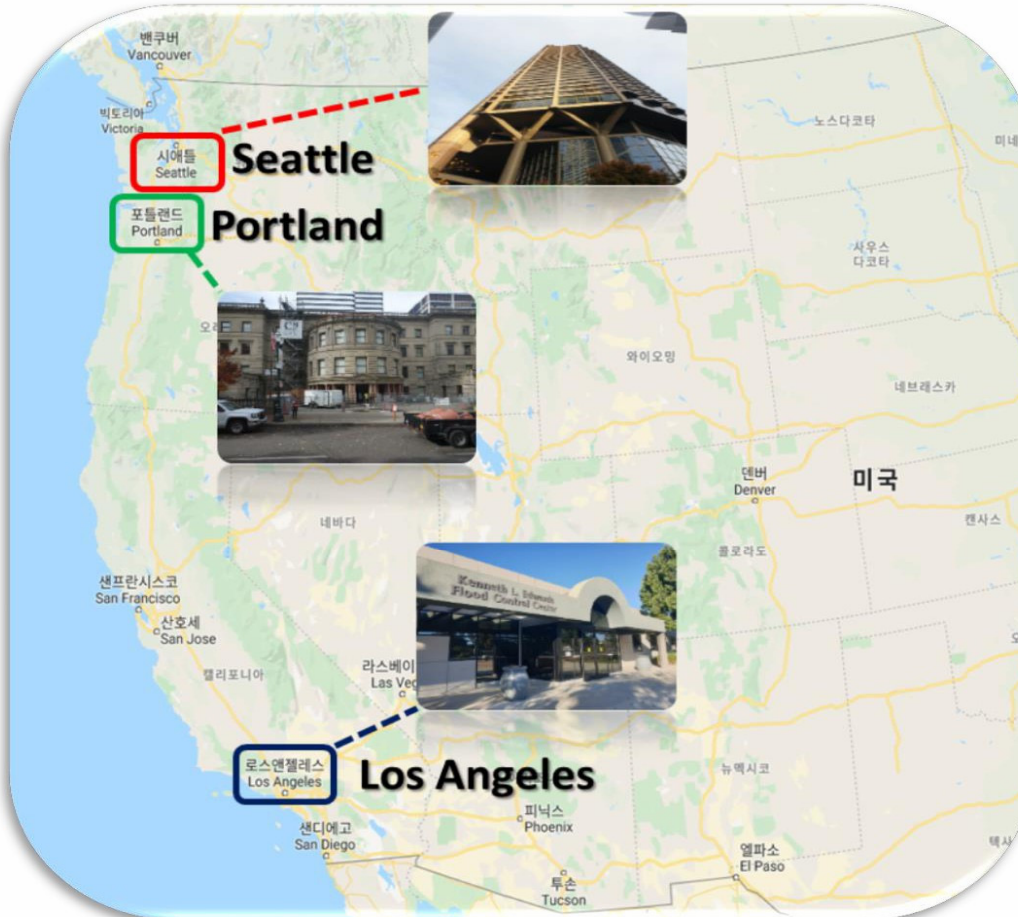 밴쿠버
Vancouver
빅토리아
Victoria
시애틀
Seattle
Seattle
노스다코타
미네
포틀랜드
Portland
Portland
사우스
다코타
오레
와이오밍
네브래스카
덴버
Denver
미국
네바다
캔사스
콜로라도
샌프란시스코
San Francisco
산호세
San Jose
Flood Control Center
캘리포니아
라스베이
Las Veg
로스앤젤레스
Los Angeles
Los Angeles
뉴멕시코
피닉스
Phoenix
샌디에고
San Diego
엘파소
El Paso
텍사
투손
Tucson